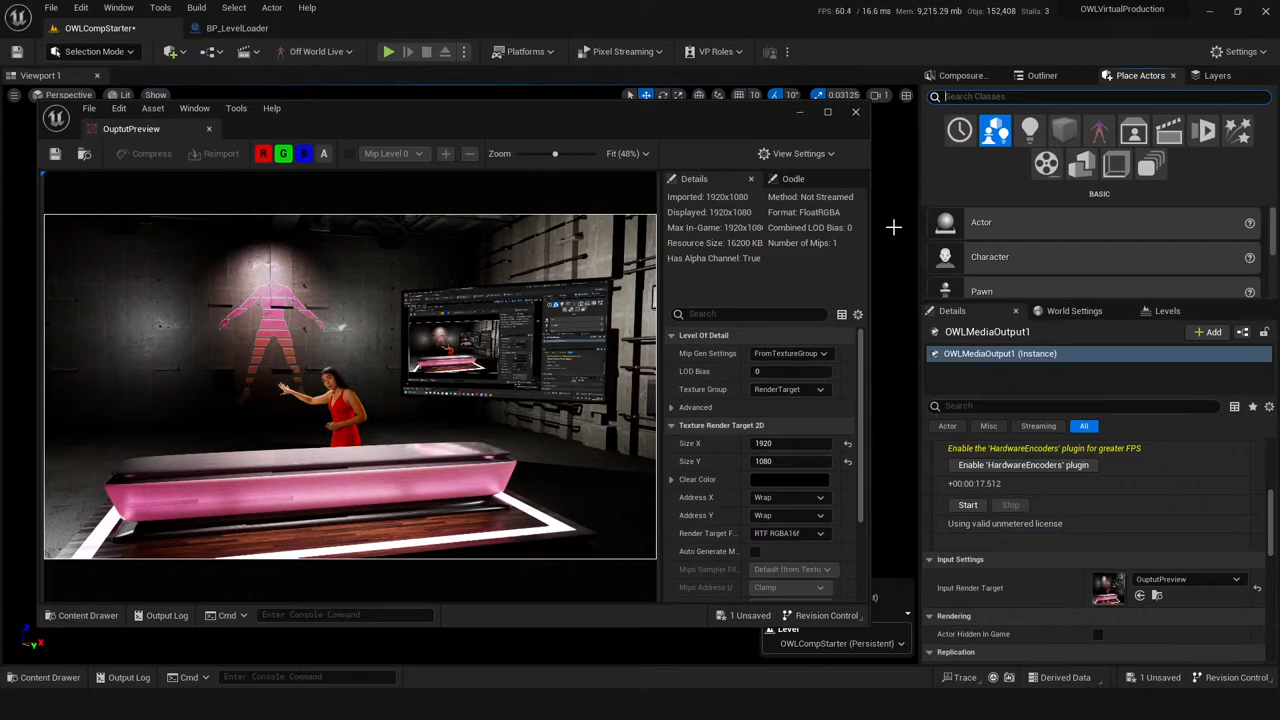 File Edit Window Tools Build Select Actor Help
FPS: 60.4 / 16.6 ms Mem: 9,215.29 mb Objs: 152,408 Stalls: 3
OWLVirtualProduction
OWLCompStarter* BP_LevelLoader
Selection Mode Off World Live Platforms Pixel Streaming VP Roles Settings
Viewport 1
Perspective Lit Show 10 10° 0.03125 1
File Edit Asset Window Tools Help
OuptutPreview
Compress Reimport R G B A Mip Level 0 Zoom Fit (48%) View Settings
Details Oodle
Imported: 1920x1080 Method: Not Streamed
Displayed: 1920x1080 Format: FloatRGBA
Max In-Game: 1920x1080 Combined LOD Bias: 0
Resource Size: 16200 KB Number of Mips: 1
Has Alpha Channel: True
Search
Level Of Detail
Mip Gen Settings FromTextureGroup
LOD Bias 0
Texture Group RenderTarget
Advanced
Texture Render Target 2D
Size X 1920
Size Y 1080
Clear Color
Address X Wrap
Address Y Wrap
Render Target F... RTF RGBA16f
Auto Generate M...
Mips Sampler Fil... Default (from Textu
Mips Address U Clamp
Content Drawer Output Log Cmd Enter Console Command 1 Unsaved Revision Control
Level
OWLCompStarter (Persistent)
Composure... Outliner Place Actors Layers
Search Classes
BASIC
Actor
Character
Pawn
Details World Settings Levels
OWLMediaOutput1 Add
OWLMediaOutput1 (Instance)
Search
Actor Misc Streaming All
Enable the 'HardwareEncoders' plugin for greater FPS
Enable 'HardwareEncoders' plugin
+00:00:17.512
Start Stop
Using valid unmetered license
Input Settings
Input Render Target OuptutPreview
Rendering
Actor Hidden In Game
Replication
Content Drawer Output Log Cmd Enter Console Command Trace Derived Data 1 Unsaved Revision Control